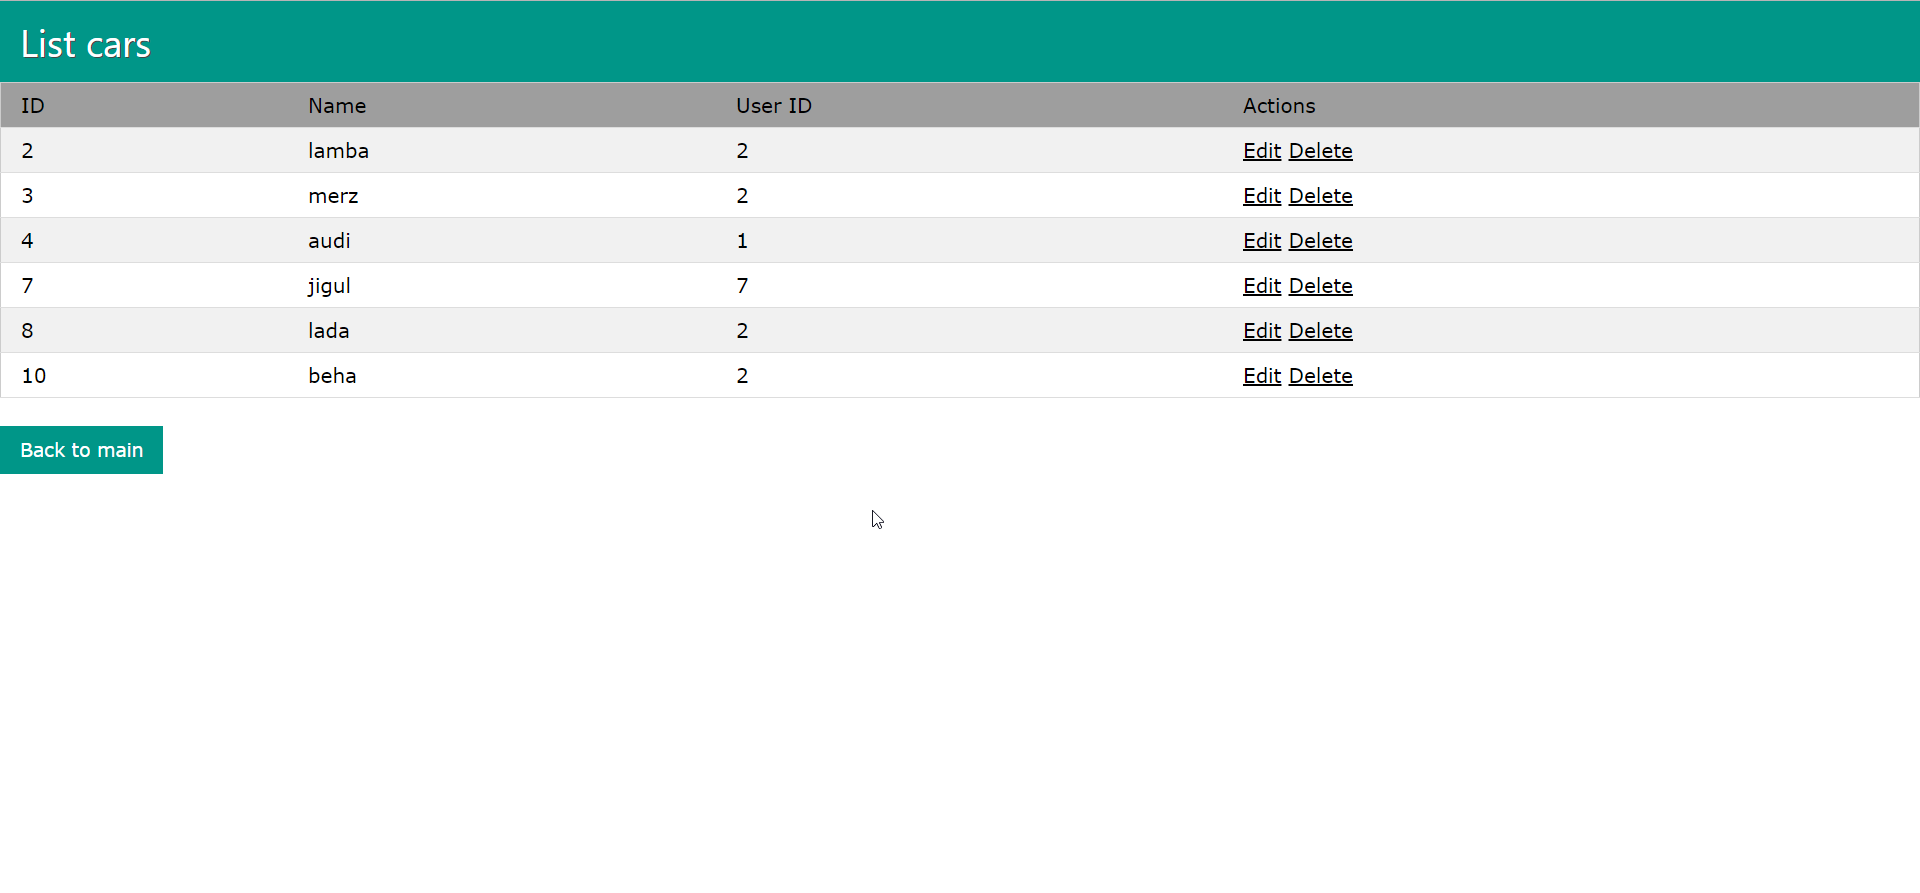 List cars
ID Name User ID Actions
2 lamba 2 Edit Delete
3 merz 2 Edit Delete
4 audi 1 Edit Delete
7 jigul 7 Edit Delete
8 lada 2 Edit Delete
10 beha 2 Edit Delete
Back to main